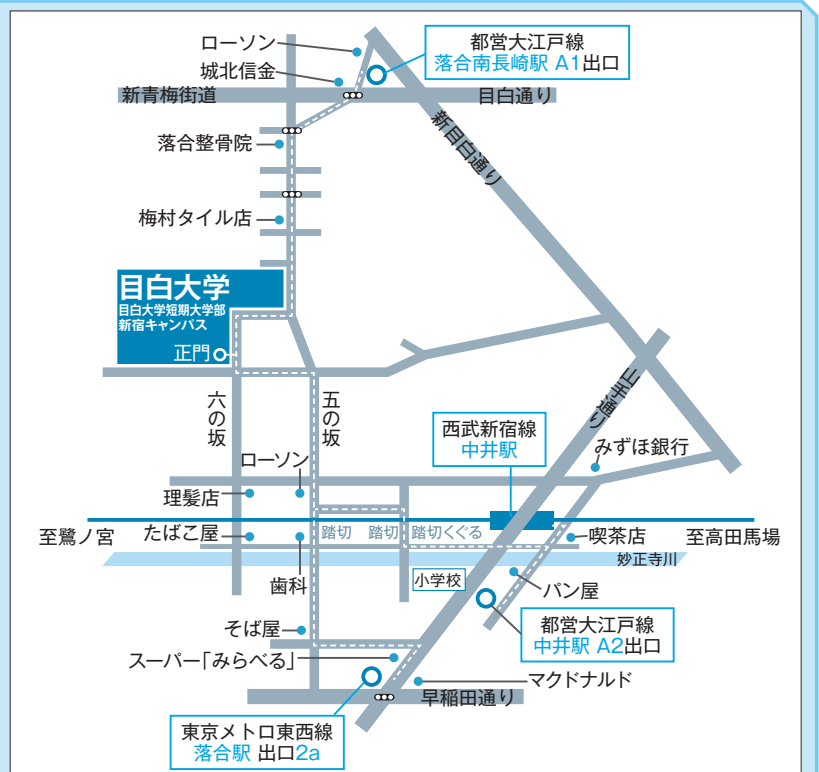 ローソン
都営大江戸線
落合南長崎駅 A1出口
城北信金
新青梅街道
目白通り
新目白通り
落合整骨院
梅村タイル店
目白大学
目白大学短期大学部
新宿キャンパス
正門
山手通り
六の坂
五の坂
西武新宿線
中井駅
みずほ銀行
ローソン
理髪店
至鷺ノ宮
たばこ屋
踏切
踏切
踏切くぐる
喫茶店
至高田馬場
妙正寺川
歯科
小学校
パン屋
都営大江戸線
中井駅 A2出口
そば屋
スーパー「みらべる」
マクドナルド
早稲田通り
東京メトロ東西線
落合駅 出口2a